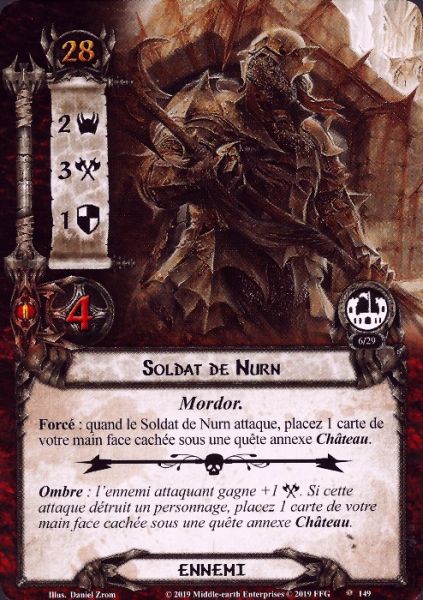 28
2
3
1
4
6/29
SOLDAT DE NURN
Mordor.
Forcé : quand le Soldat de Nurn attaque, placez 1 carte de
votre main face cachée sous une quête annexe Château.
Ombre : l'ennemi attaquant gagne +1 . Si cette
attaque détruit un personnage, placez 1 carte de votre
main face cachée sous une quête annexe Château.
ENNEMI
Illus. Daniel Zrom © 2019 Middle-earth Enterprises © 2019 FFG 149